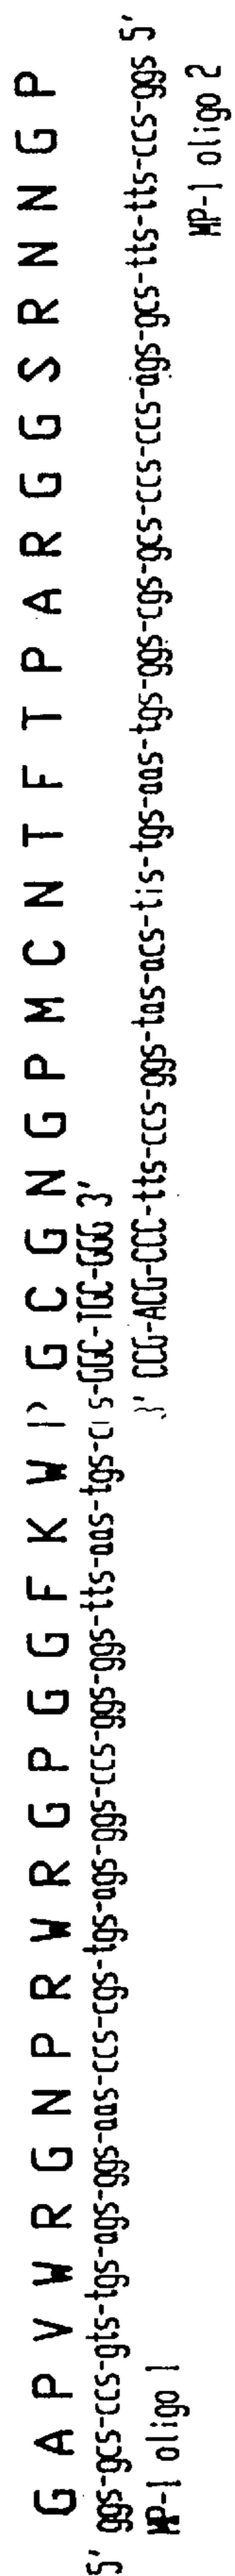 G A P V W R G N P R W R G P G G F K W P G C G N G P M C N T F T P A R G G S R N N G P
5' ggs-gcs-ccs-gts-tgs-ags-ggs-aas-ccs-cgs-tgs-ags-ggs-ccs-ggs-ggs-tts-aas-tgs-ccs-GGC-TGC-GGG 3'
3' CCG-ACG-CCC-tts-ccs-ggs-tas-acs-tis-tgs-aas-tgs-ggs-cgs-gcs-ccs-ccs-ags-gcs-tts-tts-ccs-ggs 5'
MP-1 oligo 1
MP-1 oligo 2